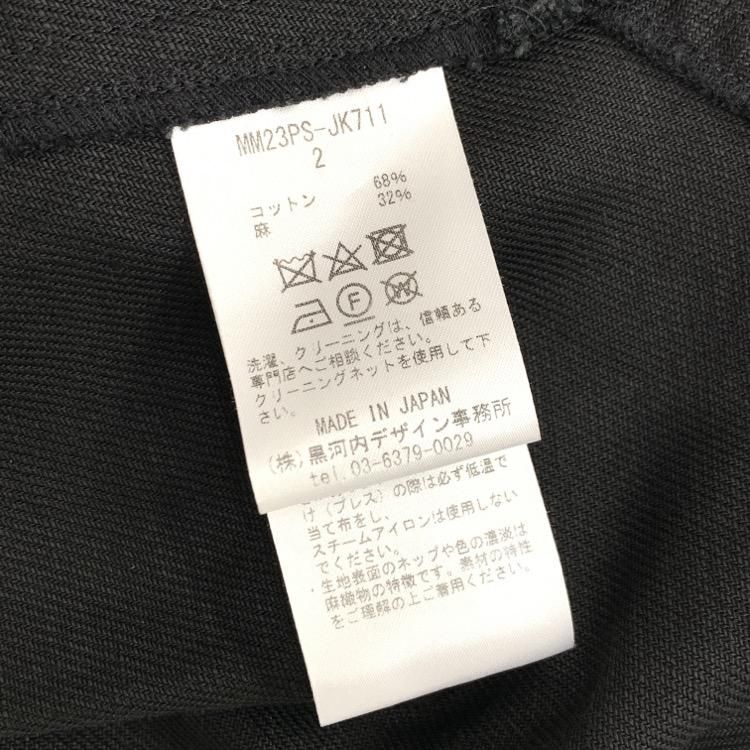 MM23PS-JK711
2
コットン 68%
麻 32%
F
W
洗濯、クリーニングは、信頼ある
専門店へご相談ください。
クリーニングネットを使用して下
さい。
MADE IN JAPAN
(株)黒河内デザイン事務所
tel.03-6379-0029
け(プレス)の際は必ず低温で
当て布をし、
スチームアイロンは使用しない
でください。
・生地表面のネップや色の濃淡は
麻織物の特徴です。素材の特性
をご理解の上ご着用ください。